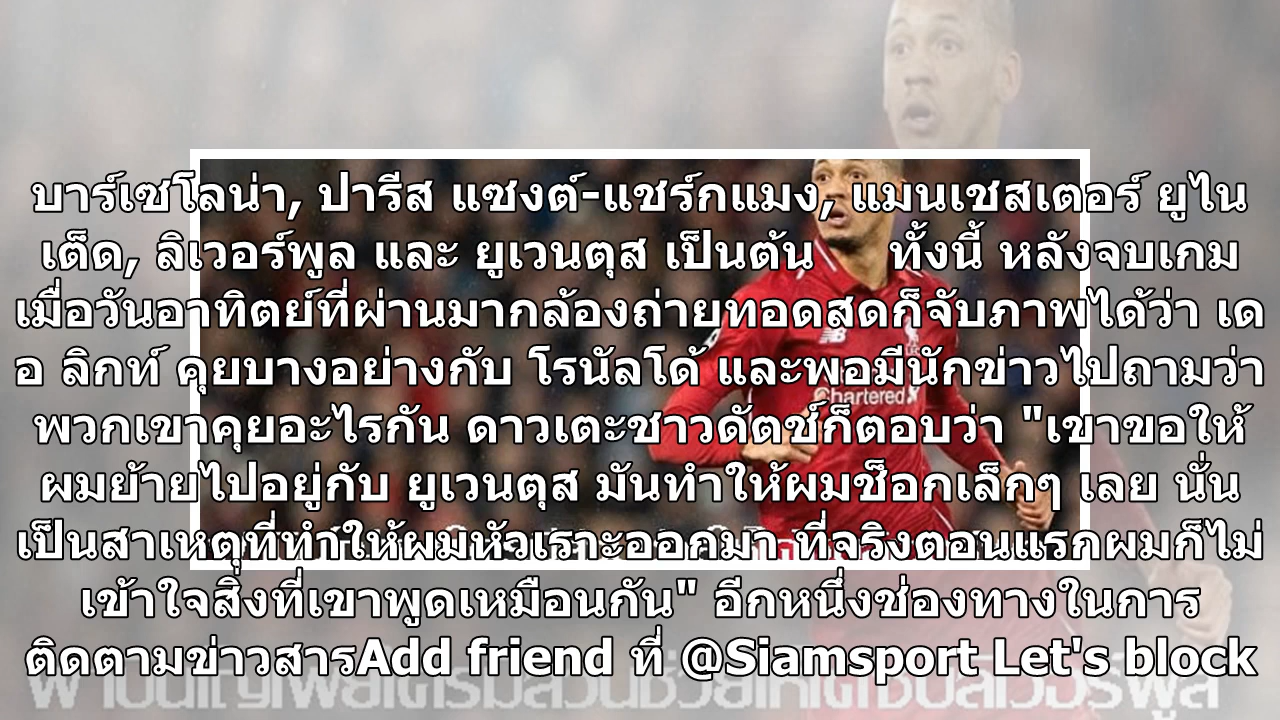 บาร์เซโลน่า, ปารีส แซงต์-แชร์กแมง, แมนเชสเตอร์ ยูไน
เต็ด, ลิเวอร์พูล และ ยูเวนตุส เป็นต้น ทั้งนี้ หลังจบเกม
เมื่อวันอาทิตย์ที่ผ่านมากล้องถ่ายทอดสดก็จับภาพได้ว่า เด
อ ลิกท์ คุยบางอย่างกับ โรนัลโด้ และพอมีนักข่าวไปถามว่า
พวกเขาคุยอะไรกัน ดาวเตะชาวดัตช์ก็ตอบว่า "เขาขอให้
ผมย้ายไปอยู่กับ ยูเวนตุส มันทำให้ผมช็อกเล็กๆ เลย นั่น
เป็นสาเหตุที่ทำให้ผมหัวเราะออกมา ที่จริงตอนแรกผมก็ไม่
เข้าใจสิ่งที่เขาพูดเหมือนกัน" อีกหนึ่งช่องทางในการ
ติดตามข่าวสารAdd friend ที่ @Siamsport Let's block
Chartered